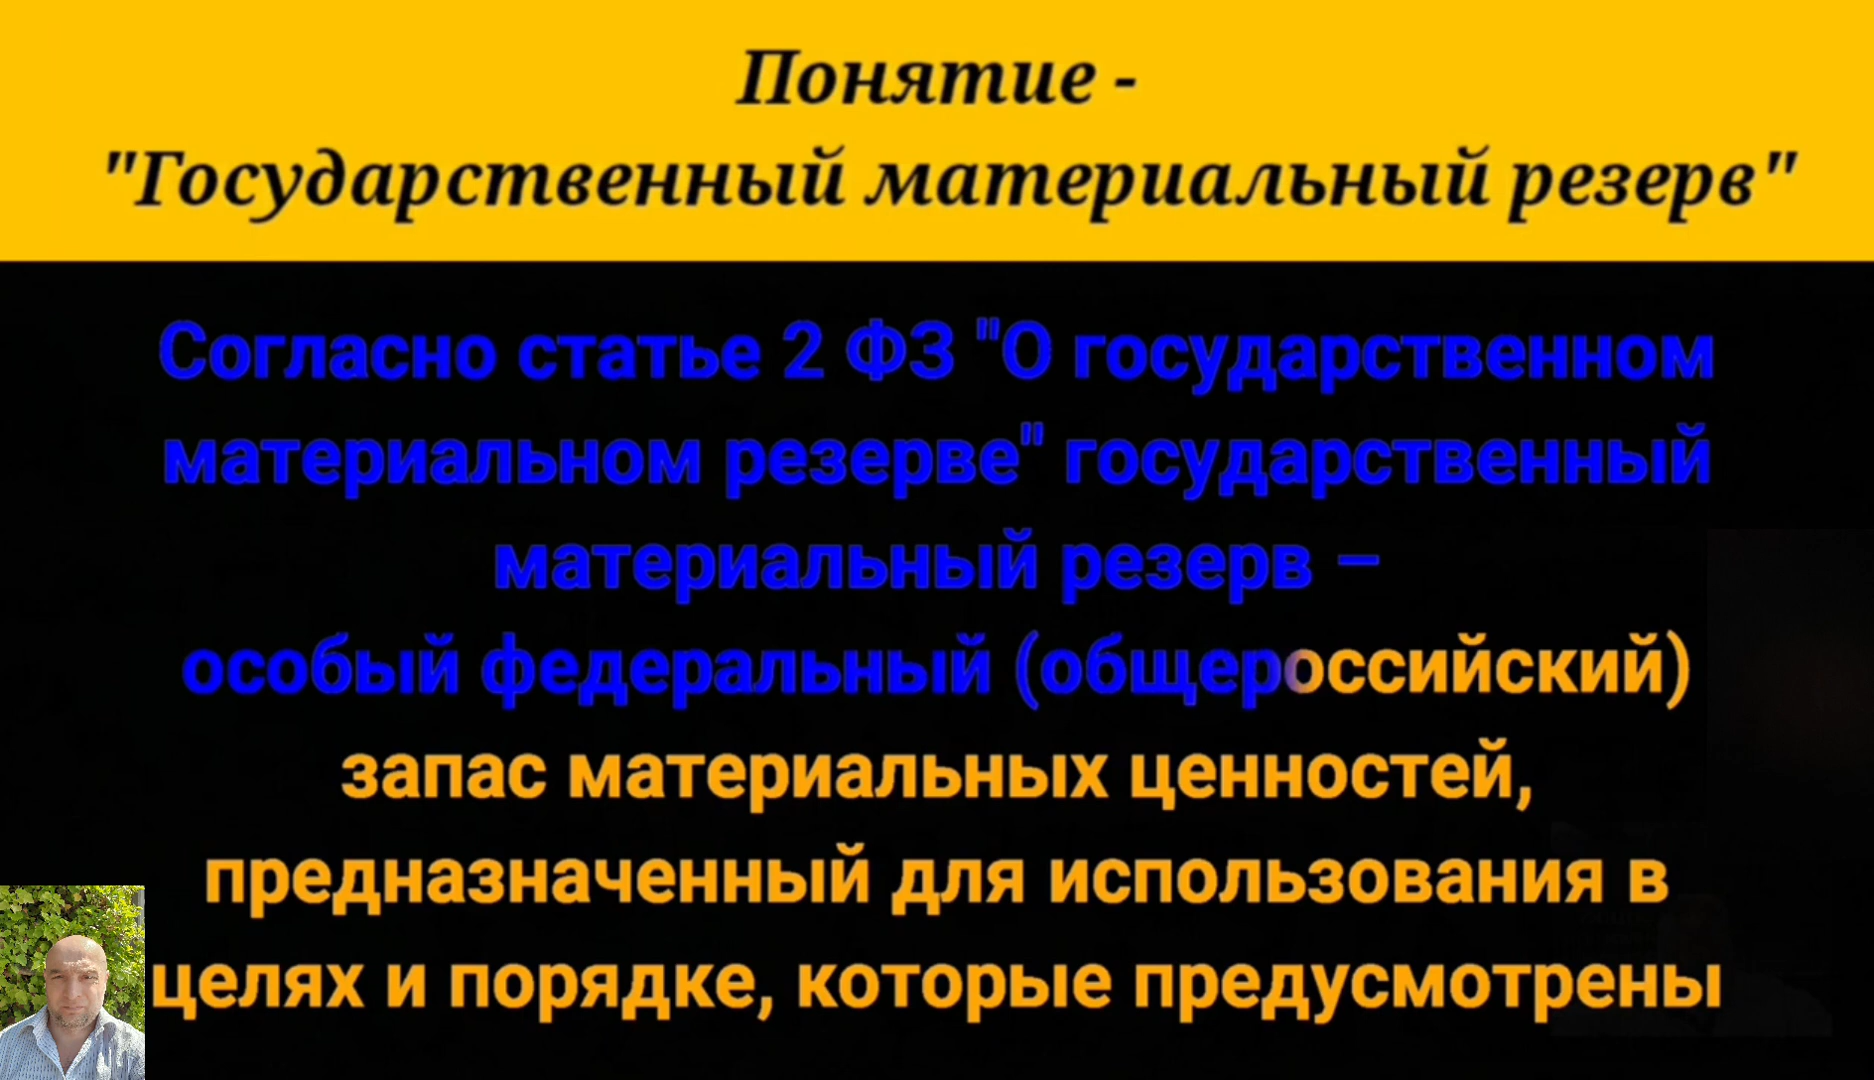 Понятие -
"Государственный материальный резерв"
Согласно статье 2 ФЗ "О государственном
материальном резерве" государственный
материальный резерв –
особый федеральный (общероссийский)
запас материальных ценностей,
предназначенный для использования в
целях и порядке, которые предусмотрены